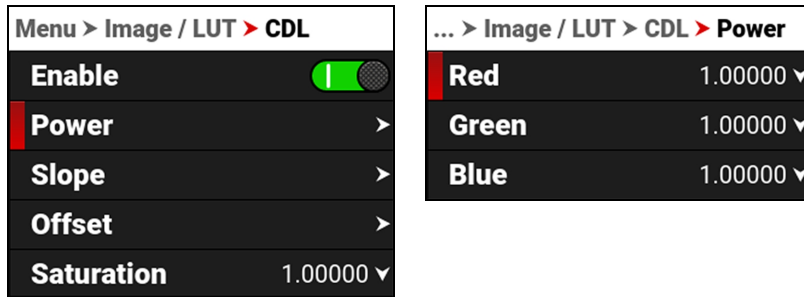 Menu > Image / LUT > CDL
Enable
Power
Slope
Offset
Saturation 1.00000
... > Image / LUT > CDL > Power
Red 1.00000
Green 1.00000
Blue 1.00000